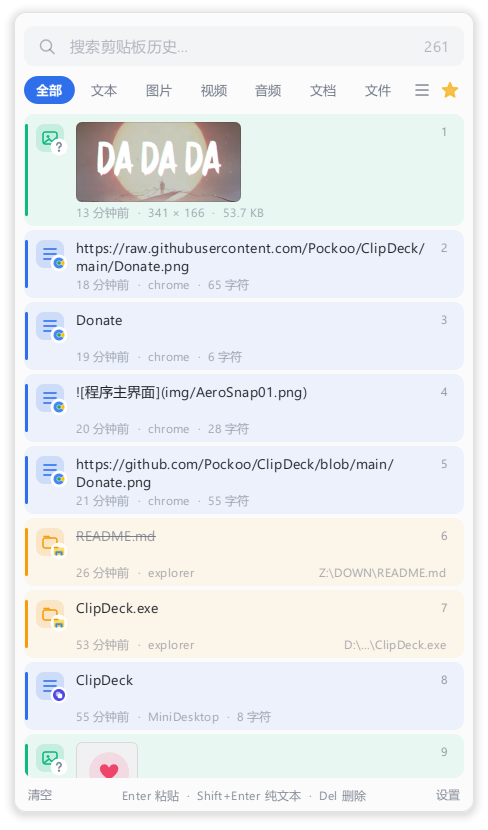 搜索剪贴板历史...
261
全部 文本 图片 视频 音频 文档 文件
DA DA DA
1
13 分钟前 · 341 × 166 · 53.7 KB
https://raw.githubusercontent.com/Pockoo/ClipDeck/
main/Donate.png
2
18 分钟前 · chrome · 65 字符
Donate
3
19 分钟前 · chrome · 6 字符
![程序主界面](img/AeroSnap01.png)
4
20 分钟前 · chrome · 28 字符
https://github.com/Pockoo/ClipDeck/blob/main/
Donate.png
5
21 分钟前 · chrome · 55 字符
README.md
6
26 分钟前 · explorer
Z:\DOWN\README.md
ClipDeck.exe
7
53 分钟前 · explorer
D:\...\ClipDeck.exe
ClipDeck
8
55 分钟前 · MiniDesktop · 8 字符
9
清空
Enter 粘贴 · Shift+Enter 纯文本 · Del 删除
设置